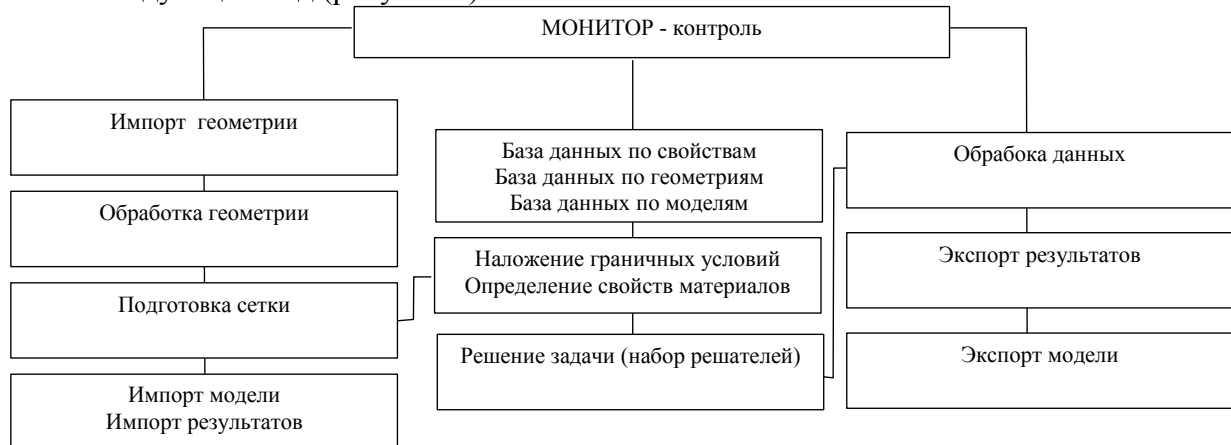 МОНИТОР - контроль
Импорт геометрии
Обработка геометрии
Подготовка сетки
Импорт модели
Импорт результатов
База данных по свойствам
База данных по геометриям
База данных по моделям
Наложение граничных условий
Определение свойств материалов
Решение задачи (набор решателей)
Обрабока данных
Экспорт результатов
Экспорт модели